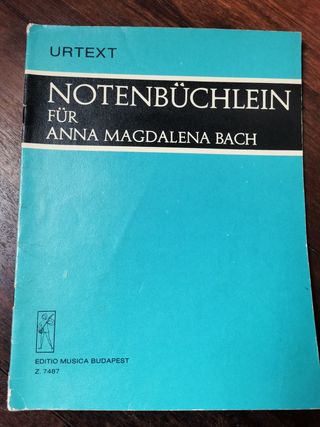 URTEXT
NOTENBÜCHLEIN
FÜR
ANNA MAGDALENA BACH
EDITIO MUSICA BUDAPEST
Z. 7487